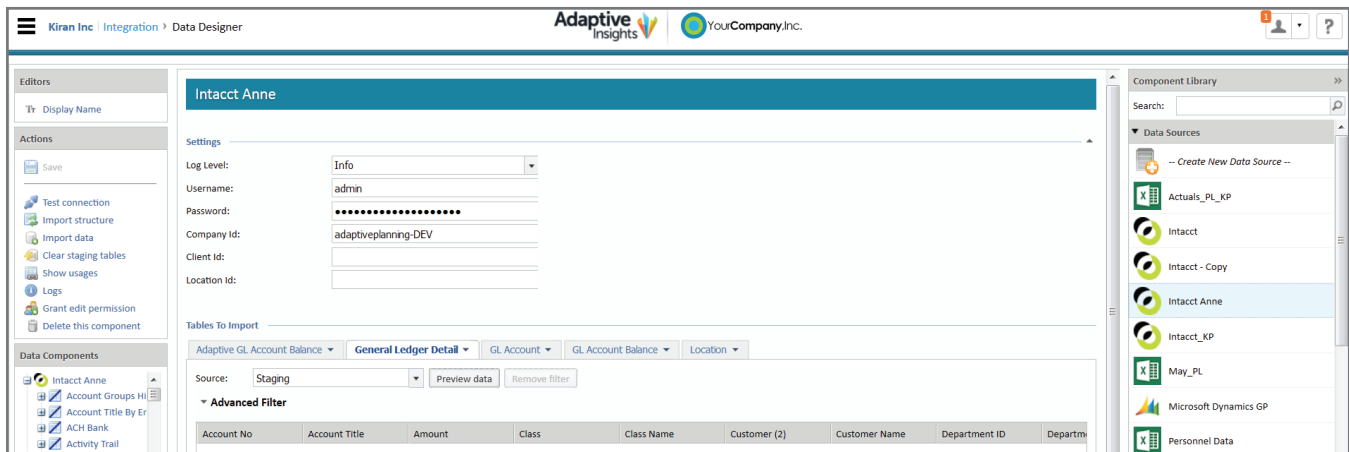 Kiran Inc | Integration › Data Designer
Adaptive Insights
YourCompany,Inc.
1
?
Editors
Tr Display Name
Actions
Save
Test connection
Import structure
Import data
Clear staging tables
Show usages
Logs
Grant edit permission
Delete this component
Data Components
Intacct Anne
Account Groups Hi
Account Title By Er
ACH Bank
Activity Trail
Intacct Anne
Settings
Log Level: Info
Username: admin
Password: ••••••••••••••••••••
Company Id: adaptiveplanning-DEV
Client Id:
Location Id:
Tables To Import
Adaptive GL Account Balance General Ledger Detail GL Account GL Account Balance Location
Source: Staging Preview data Remove filter
Advanced Filter
Account No Account Title Amount Class Class Name Customer (2) Customer Name Department ID Departme
Component Library »
Search:
Data Sources
-- Create New Data Source --
Actuals_PL_KP
Intacct
Intacct - Copy
Intacct Anne
Intacct_KP
May_PL
Microsoft Dynamics GP
Personnel Data